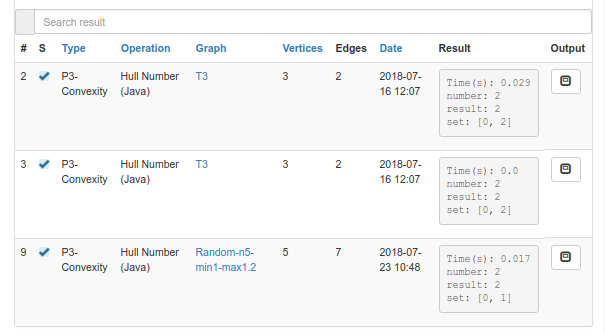 Search result
# S Type Operation Graph Vertices Edges Date Result Output
2 P3- Hull Number T3 3 2 2018-07- Time(s): 0.029
Convexity (Java) 16 12:07 number: 2
result: 2
set: [0, 2]
3 P3- Hull Number T3 3 2 2018-07- Time(s): 0.0
Convexity (Java) 16 12:07 number: 2
result: 2
set: [0, 2]
9 P3- Hull Number Random-n5- 5 7 2018-07- Time(s): 0.017
Convexity (Java) min1-max1.2 23 10:48 number: 2
result: 2
set: [0, 1]